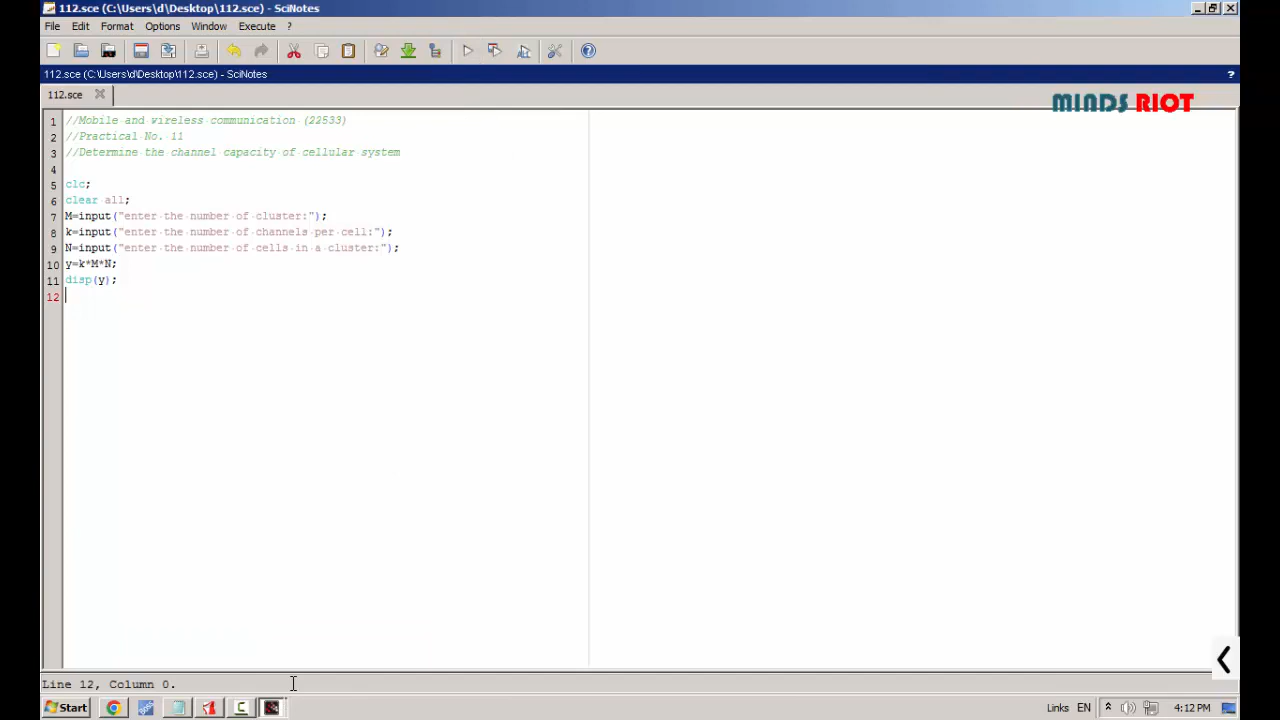 112.sce (C:\Users\d\Desktop\112.sce) - SciNotes
File Edit Format Options Window Execute ?
112.sce (C:\Users\d\Desktop\112.sce) - SciNotes ?
112.sce
MINDS RIOT
1 //Mobile and wireless communication (22533)
2 //Practical No. 11
3 //Determine the channel capacity of cellular system
4
5 clc;
6 clear all;
7 M=input("enter the number of cluster:");
8 k=input("enter the number of channels per cell:");
9 N=input("enter the number of cells in a cluster:");
10 y=k*M*N;
11 disp(y);
12
Line 12, Column 0.
Start Links EN 4:12 PM